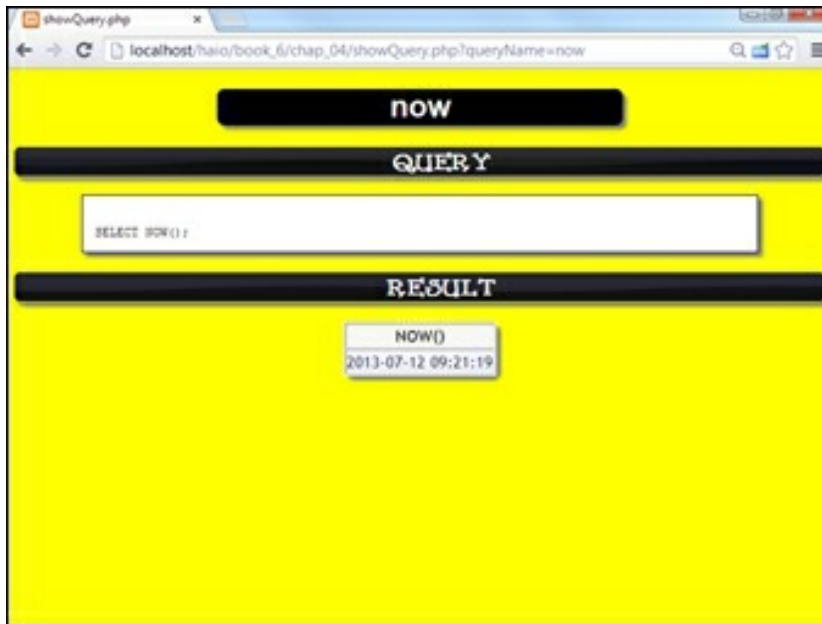 showQuery.php
localhost/haio/book_6/chap_04/showQuery.php?queryName=now
now
QUERY
SELECT NOW();
RESULT
NOW()
2013-07-12 09:21:19